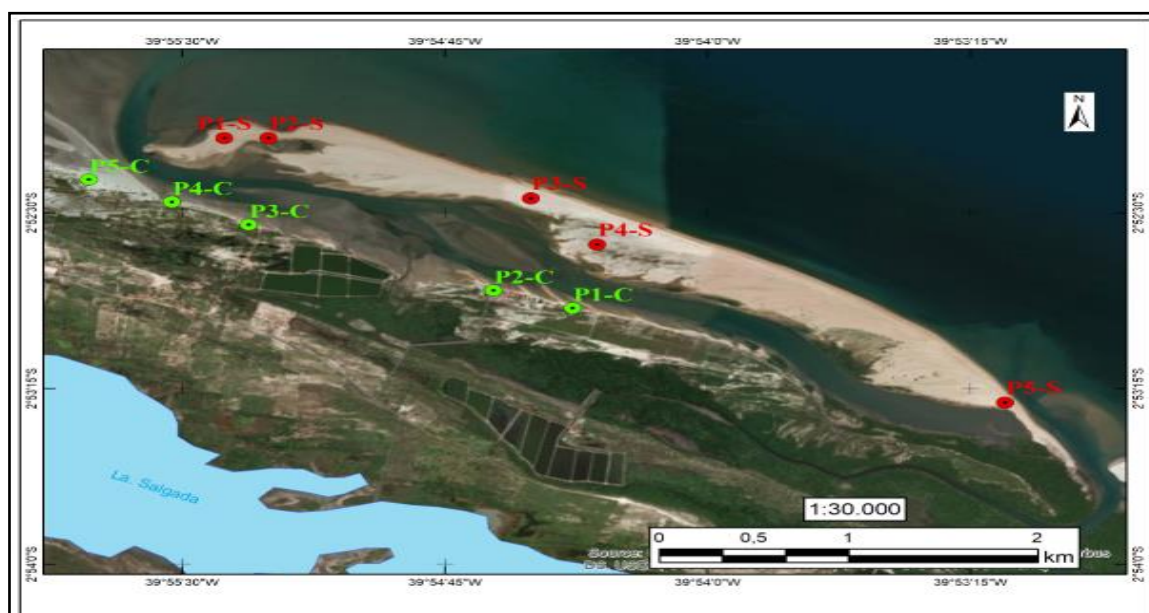 39°55'30"W 39°54'45"W 39°54'0"W 39°53'15"W
N
P1-S P2-S
P5-C
P4-C
P3-S
P3-C
2°52'30"S 2°52'30"S
P4-S
P2-C
P1-C
2°53'15"S 2°53'15"S
P5-S
La. Salgada
1:30.000
0 0,5 1 2
km
Source:
2°54'0"S 2°54'0"S
39°55'30"W 39°54'45"W 39°54'0"W 39°53'15"W